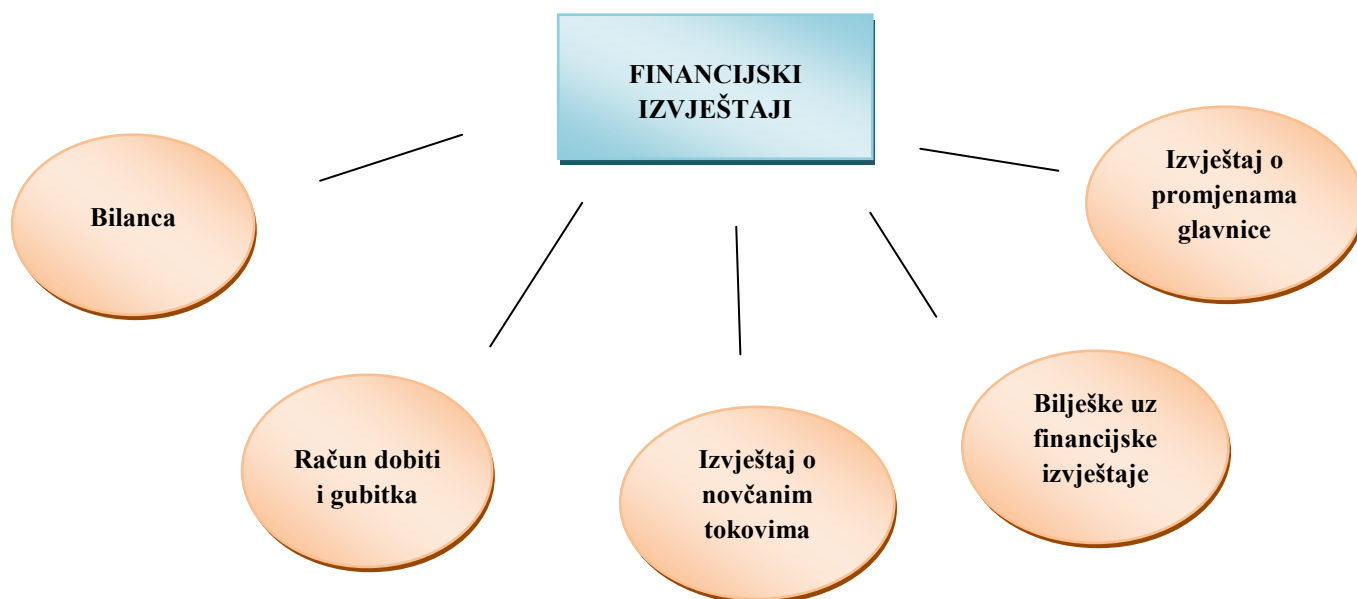 FINANCIJSKI
IZVJEŠTAJI
Bilanca
Račun dobiti
i gubitka
Izvještaj o
novčanim
tokovima
Bilješke uz
financijske
izvještaje
Izvještaj o
promjenama
glavnice